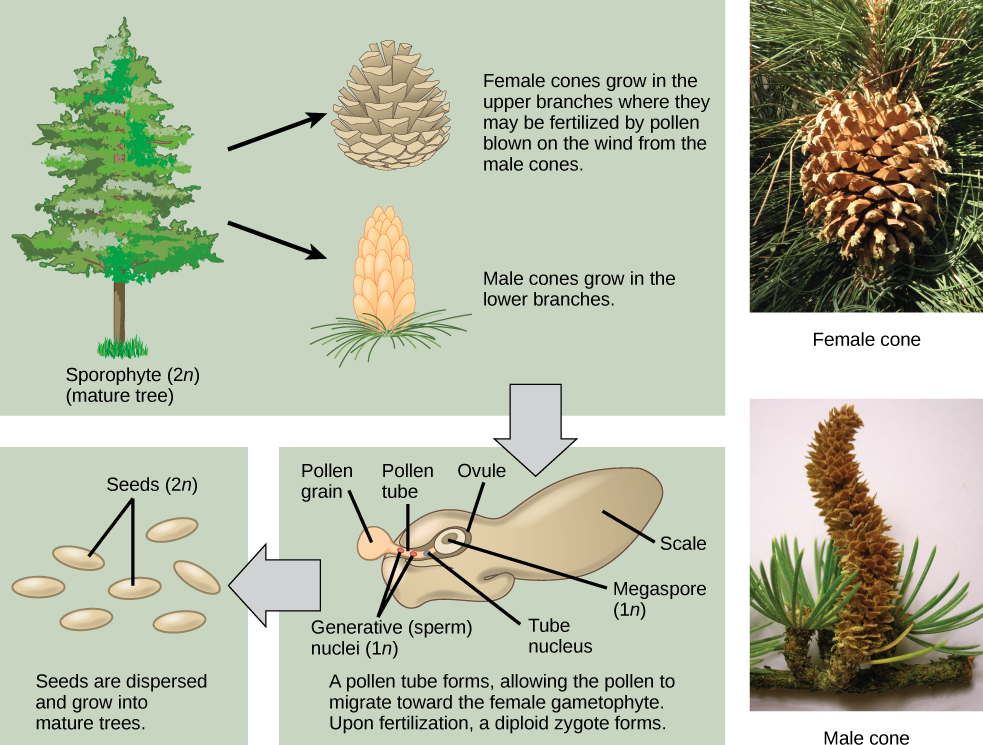 Female cones grow in the
upper branches where they
may be fertilized by pollen
blown on the wind from the
male cones.
Male cones grow in the
lower branches.
Sporophyte (2n)
(mature tree)
Female cone
Pollen
grain
Pollen
tube
Ovule
Scale
Megaspore
(1n)
Tube
nucleus
Generative (sperm)
nuclei (1n)
A pollen tube forms, allowing the pollen to
migrate toward the female gametophyte.
Upon fertilization, a diploid zygote forms.
Seeds (2n)
Seeds are dispersed
and grow into
mature trees.
Male cone